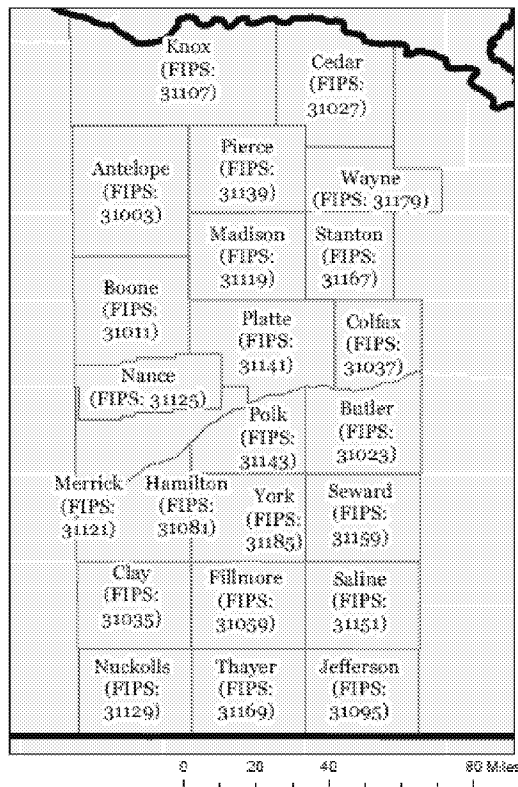 Knox
(FIPS:
31107)
Cedar
(FIPS:
31027)
Pierce
(FIPS:
31139)
Antelope
(FIPS:
31003)
Wayne
(FIPS: 31179)
Madison
(FIPS:
31119)
Stanton
(FIPS:
31167)
Boone
(FIPS:
31011)
Platte
(FIPS:
31141)
Colfax
(FIPS:
31037)
Nance
(FIPS: 31125)
Polk
(FIPS:
31143)
Butler
(FIPS:
31023)
Merrick
(FIPS:
31121)
Hamilton
(FIPS:
31081)
York
(FIPS:
31185)
Seward
(FIPS:
31159)
Clay
(FIPS:
31035)
Fillmore
(FIPS:
31059)
Saline
(FIPS:
31151)
Nuckolls
(FIPS:
31129)
Thayer
(FIPS:
31169)
Jefferson
(FIPS:
31095)
0 20 40 80 Miles